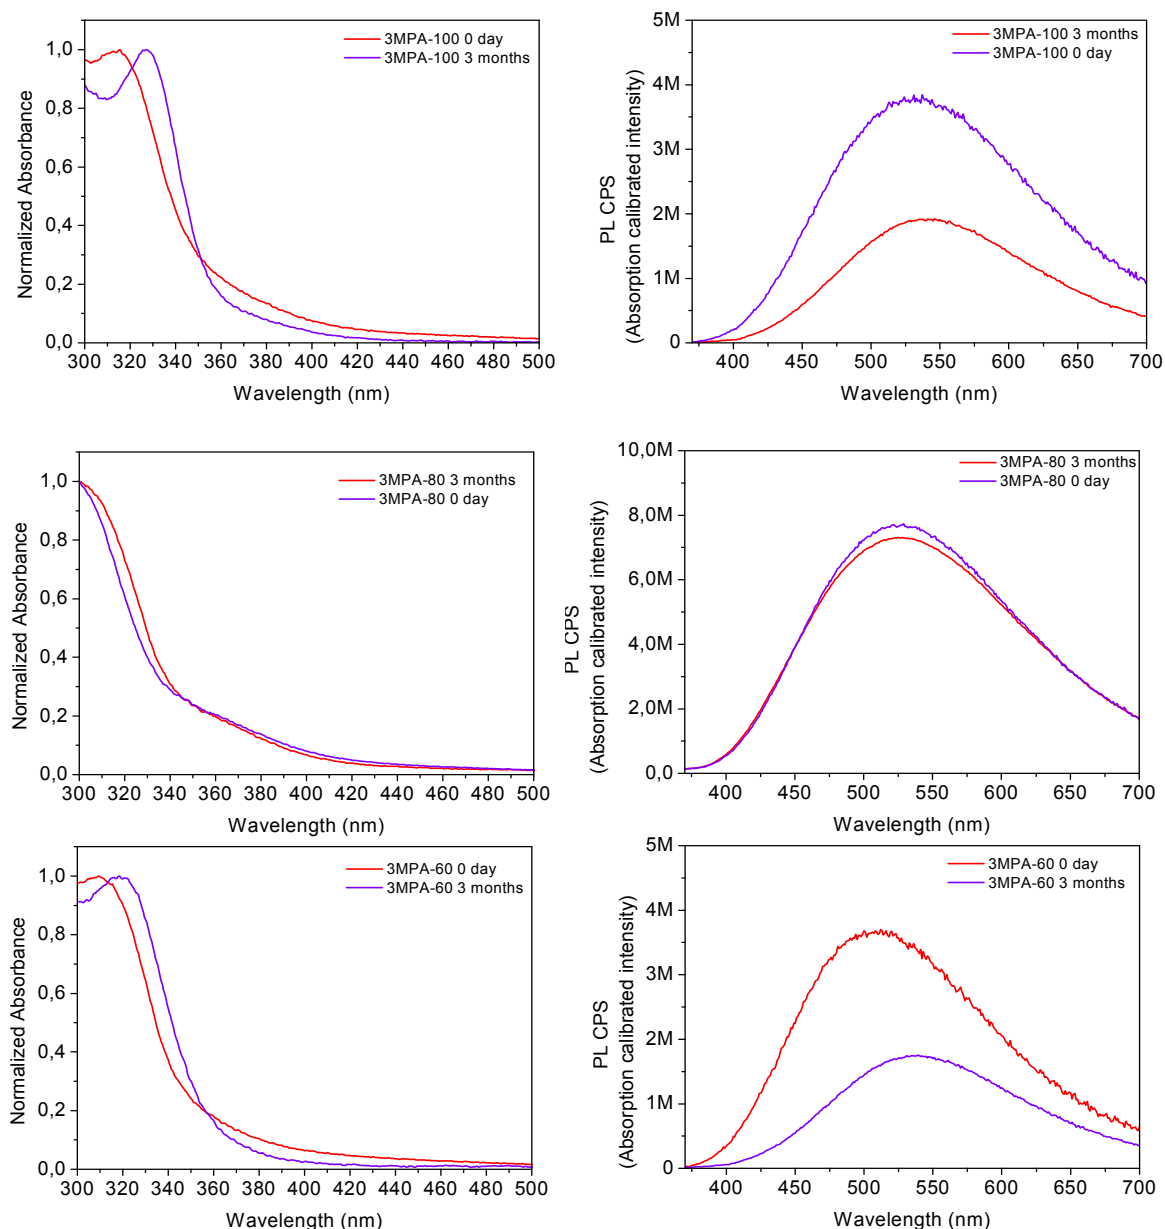 3MPA-100 0 day
3MPA-100 3 months
Normalized Absorbance
1,0
0,8
0,6
0,4
0,2
0,0
300 320 340 360 380 400 420 440 460 480 500
Wavelength (nm)
3MPA-100 3 months
3MPA-100 0 day
PL CPS
(Absorption calibrated intensity)
5M
4M
3M
2M
1M
0
400 450 500 550 600 650 700
Wavelength (nm)
3MPA-80 3 months
3MPA-80 0 day
Normalized Absorbance
1,0
0,8
0,6
0,4
0,2
0,0
300 320 340 360 380 400 420 440 460 480 500
Wavelength (nm)
3MPA-80 3 months
3MPA-80 0 day
PL CPS
(Absorption calibrated intensity)
10,0M
8,0M
6,0M
4,0M
2,0M
0,0
400 450 500 550 600 650 700
Wavelength (nm)
3MPA-60 0 day
3MPA-60 3 months
Normalized Absorbance
1,0
0,8
0,6
0,4
0,2
0,0
300 320 340 360 380 400 420 440 460 480 500
Wavelength (nm)
3MPA-60 0 day
3MPA-60 3 months
PL CPS
(Absorption calibrated intensity)
5M
4M
3M
2M
1M
0
400 450 500 550 600 650 700
Wavelength (nm)